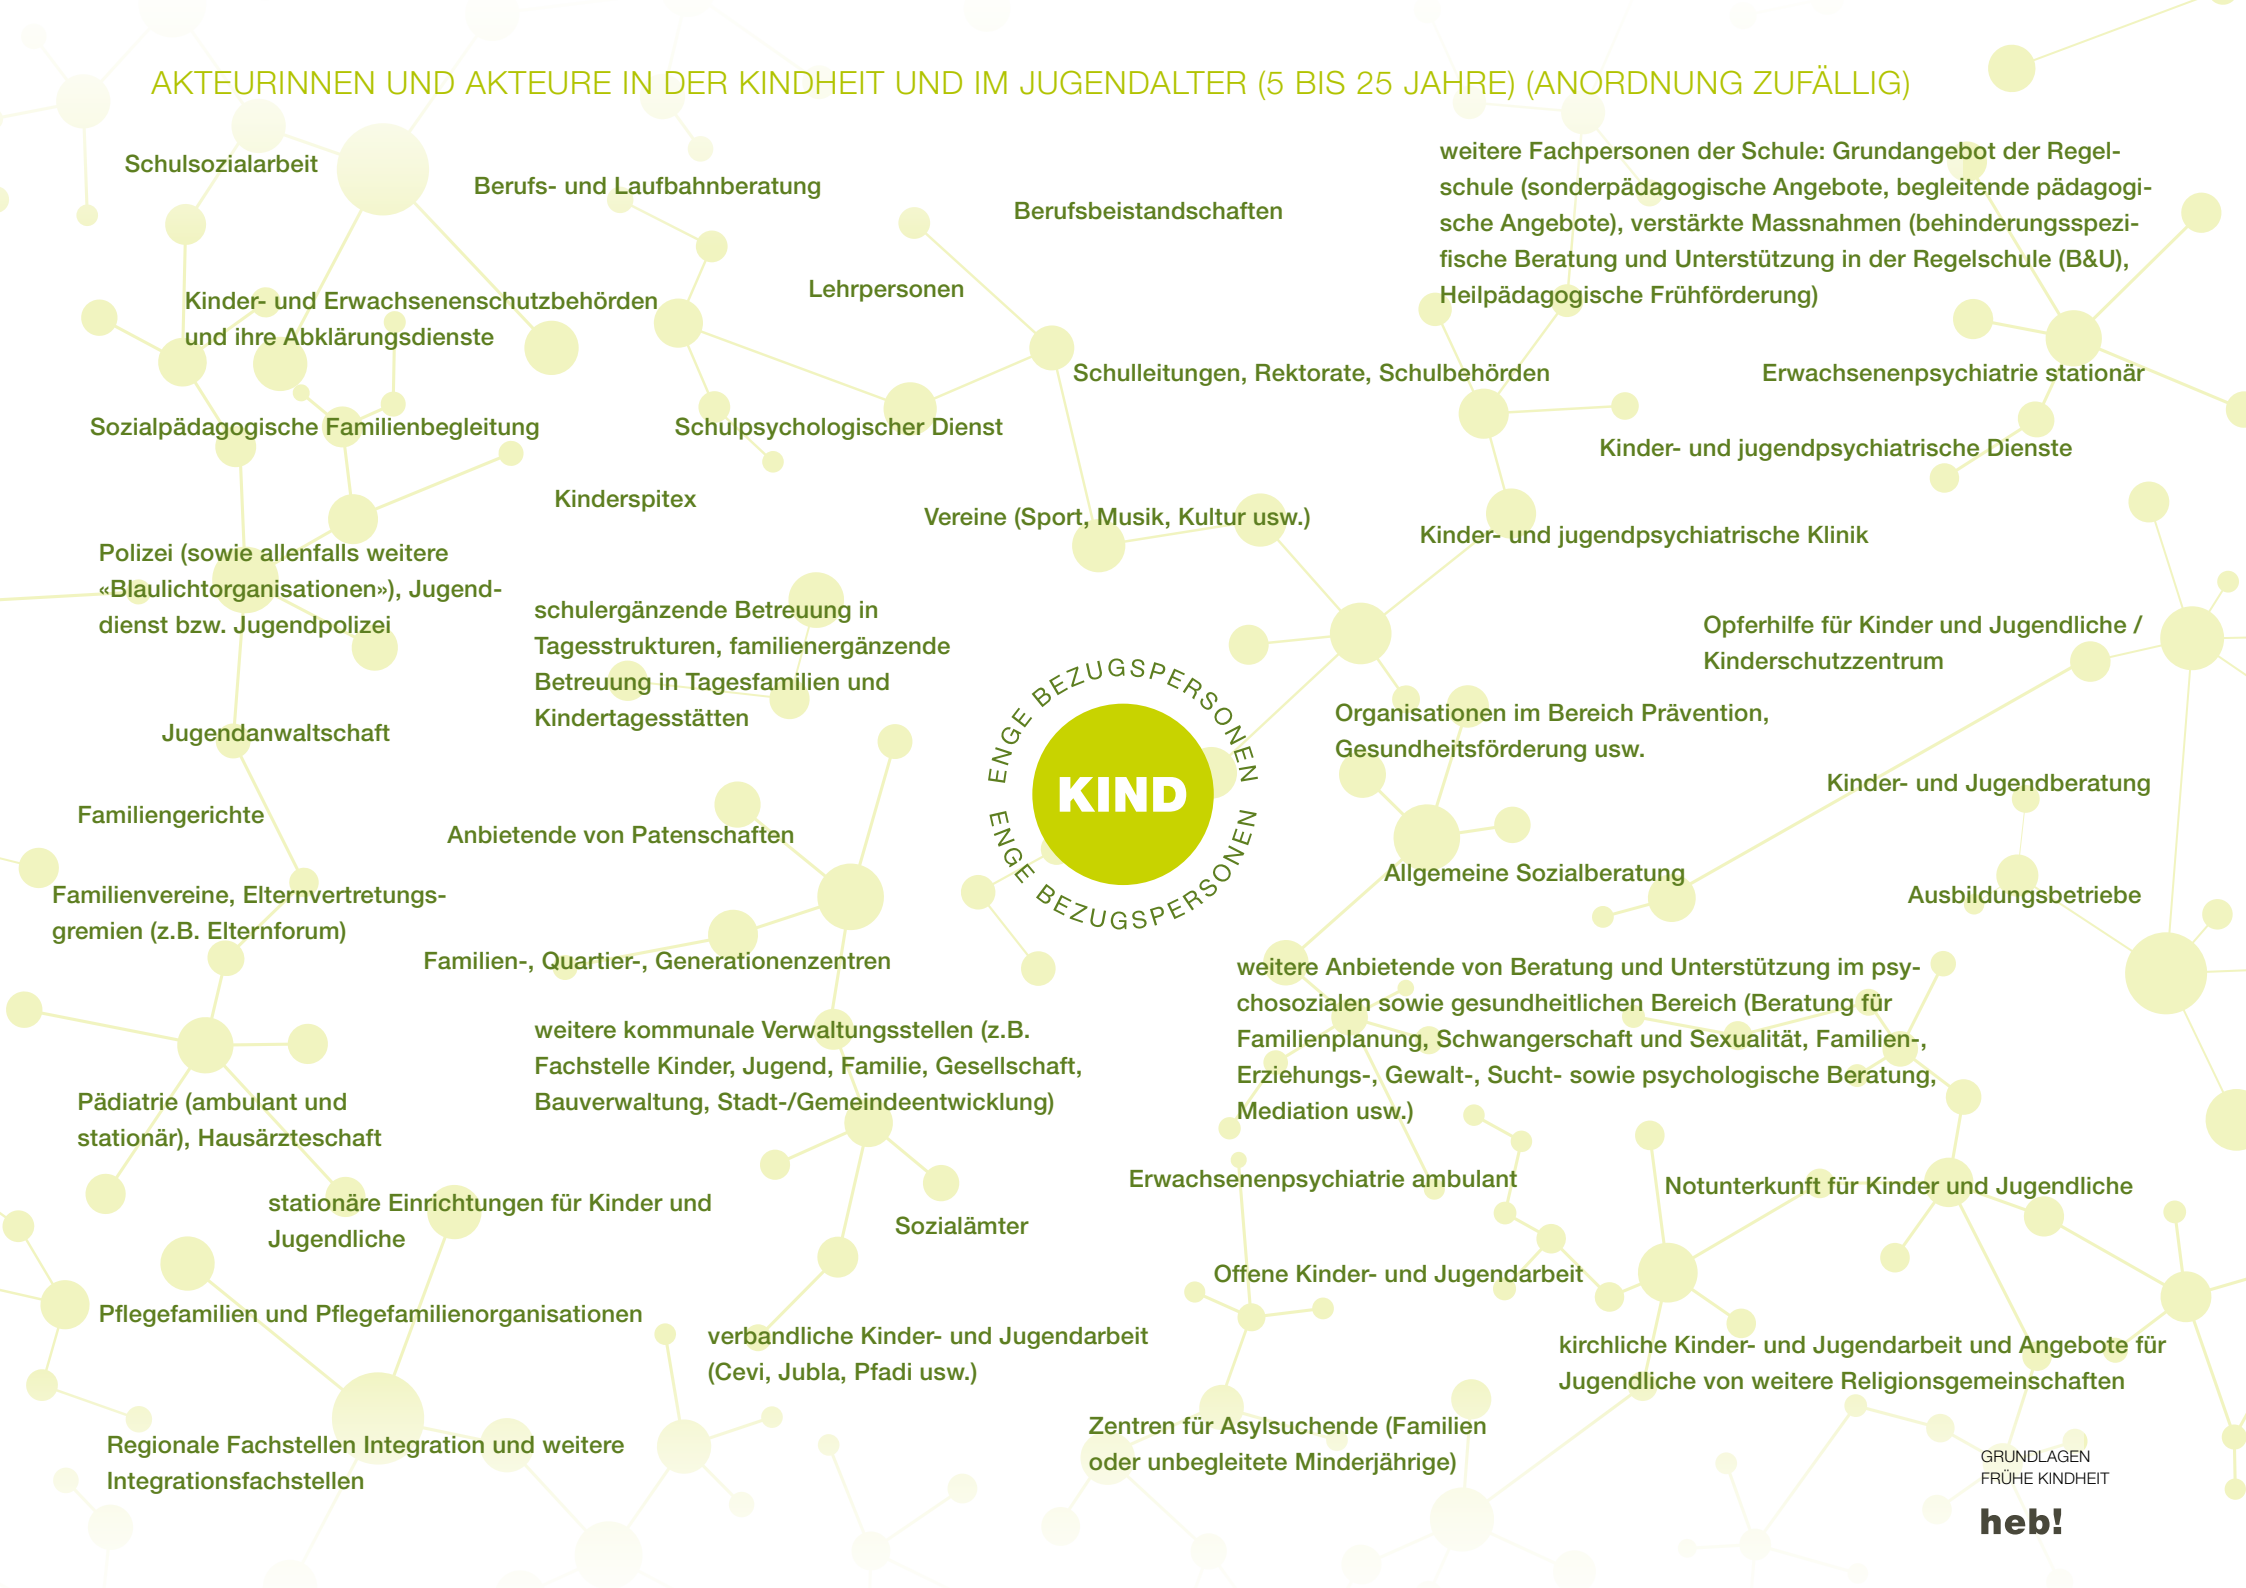 AKTEURINNEN UND AKTEURE IN DER KINDHEIT UND IM JUGENDALTER (5 BIS 25 JAHRE) (ANORDNUNG ZUFÄLLIG)
Schulsozialarbeit
Berufs- und Laufbahnberatung
Berufsbeistandschaften
weitere Fachpersonen der Schule: Grundangebot der Regel-
schule (sonderpädagogische Angebote, begleitende pädagogi-
sche Angebote), verstärkte Massnahmen (behinderungsspezi-
fische Beratung und Unterstützung in der Regelschule (B&U),
Heilpädagogische Frühförderung)
Kinder- und Erwachsenenschutzbehörden
und ihre Abklärungsdienste
Lehrpersonen
Schulleitungen, Rektorate, Schulbehörden
Erwachsenenpsychiatrie stationär
Sozialpädagogische Familienbegleitung
Schulpsychologischer Dienst
Kinder- und jugendpsychiatrische Dienste
Kinderspitex
Vereine (Sport, Musik, Kultur usw.)
Kinder- und jugendpsychiatrische Klinik
Polizei (sowie allenfalls weitere
«Blaulichtorganisationen»), Jugend-
dienst bzw. Jugendpolizei
schulergänzende Betreuung in
Tagesstrukturen, familienergänzende
Betreuung in Tagesfamilien und
Kindertagesstätten
Opferhilfe für Kinder und Jugendliche /
Kinderschutzzentrum
ENGE BEZUGSPERSONEN
KIND
ENGE BEZUGSPERSONEN
Organisationen im Bereich Prävention,
Gesundheitsförderung usw.
Jugendanwaltschaft
Kinder- und Jugendberatung
Familiengerichte
Anbietende von Patenschaften
Allgemeine Sozialberatung
Ausbildungsbetriebe
Familienvereine, Elternvertretungs-
gremien (z.B. Elternforum)
Familien-, Quartier-, Generationenzentren
weitere Anbietende von Beratung und Unterstützung im psy-
chosozialen sowie gesundheitlichen Bereich (Beratung für
Familienplanung, Schwangerschaft und Sexualität, Familien-,
Erziehungs-, Gewalt-, Sucht- sowie psychologische Beratung,
Mediation usw.)
weitere kommunale Verwaltungsstellen (z.B.
Fachstelle Kinder, Jugend, Familie, Gesellschaft,
Bauverwaltung, Stadt-/Gemeindeentwicklung)
Pädiatrie (ambulant und
stationär), Hausärzteschaft
Erwachsenenpsychiatrie ambulant
Notunterkunft für Kinder und Jugendliche
stationäre Einrichtungen für Kinder und
Jugendliche
Sozialämter
Offene Kinder- und Jugendarbeit
Pflegefamilien und Pflegefamilienorganisationen
verbandliche Kinder- und Jugendarbeit
(Cevi, Jubla, Pfadi usw.)
kirchliche Kinder- und Jugendarbeit und Angebote für
Jugendliche von weitere Religionsgemeinschaften
Zentren für Asylsuchende (Familien
oder unbegleitete Minderjährige)
Regionale Fachstellen Integration und weitere
Integrationsfachstellen
GRUNDLAGEN
FRÜHE KINDHEIT
heb!